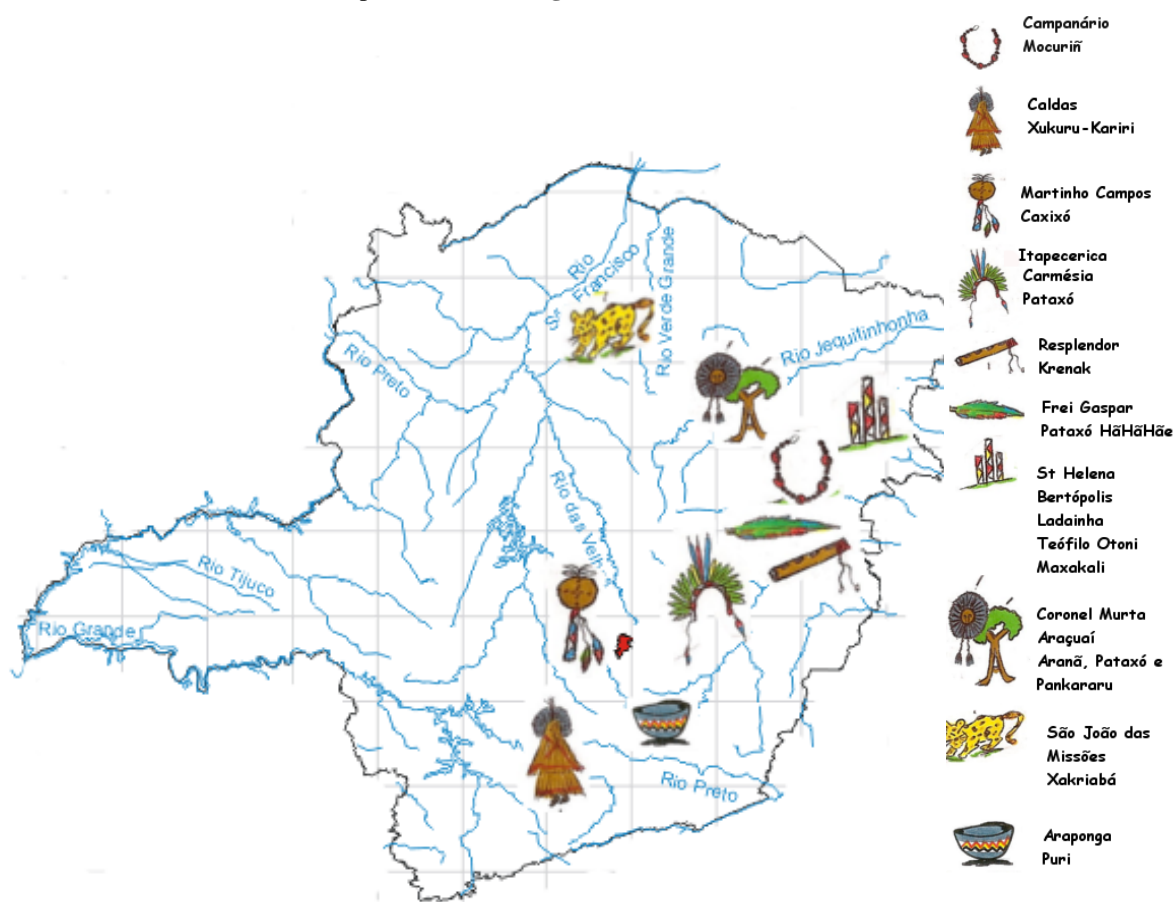 Rio
São Francisco
Rio Verde Grande
Rio Jequitinhonha
Rio Preto
Rio das Velh
Rio Tijuco
Rio Grande
Rio Preto
Campanário
Mocuriñ
Caldas
Xukuru-Kariri
Martinho Campos
Caxixó
Itapecerica
Carmésia
Pataxó
Resplendor
Krenak
Frei Gaspar
Pataxó HãHãHãe
St Helena
Bertópolis
Ladainha
Teófilo Otoni
Maxakali
Coronel Murta
Araçuaí
Aranã, Pataxó e
Pankararu
São João das
Missões
Xakriabá
Araponga
Puri